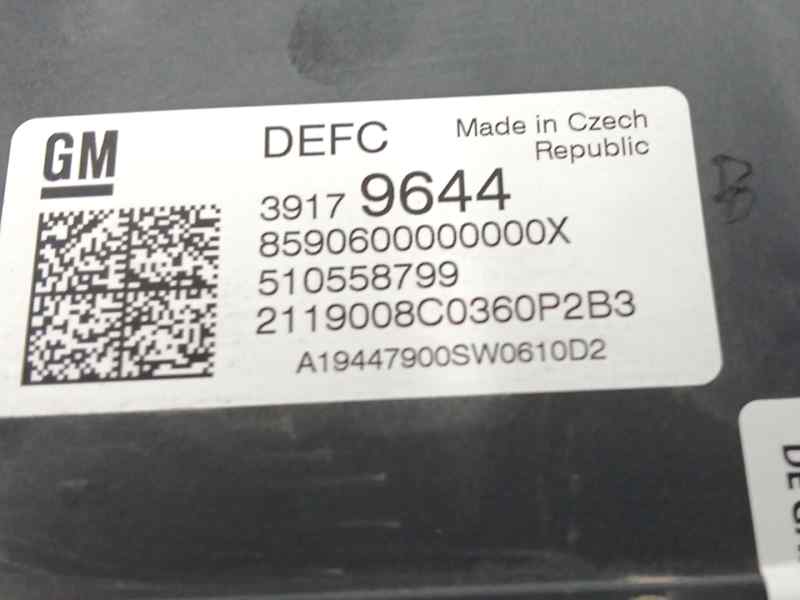 GM
DEFC
Made in Czech
Republic
3917 9644
8590600000000X
510558799
2119008C0360P2B3
A19447900SW0610D2